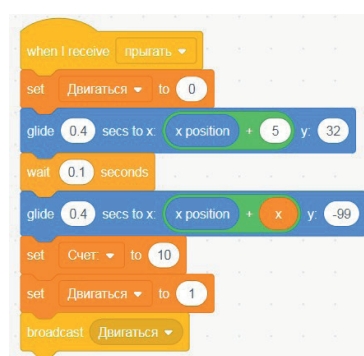 when I receive прыгать
set Двигаться to 0
glide 0.4 secs to x: x position + 5 y: 32
wait 0.1 seconds
glide 0.4 secs to x: x position + x y: -99
set Счет: to 10
set Двигаться to 1
broadcast Двигаться